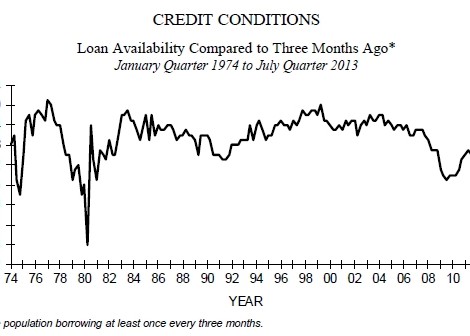 CREDIT CONDITIONS
Loan Availability Compared to Three Months Ago*
January Quarter 1974 to July Quarter 2013
74 76 78 80 82 84 86 88 90 92 94 96 98 00 02 04 06 08 10
YEAR
population borrowing at least once every three months.